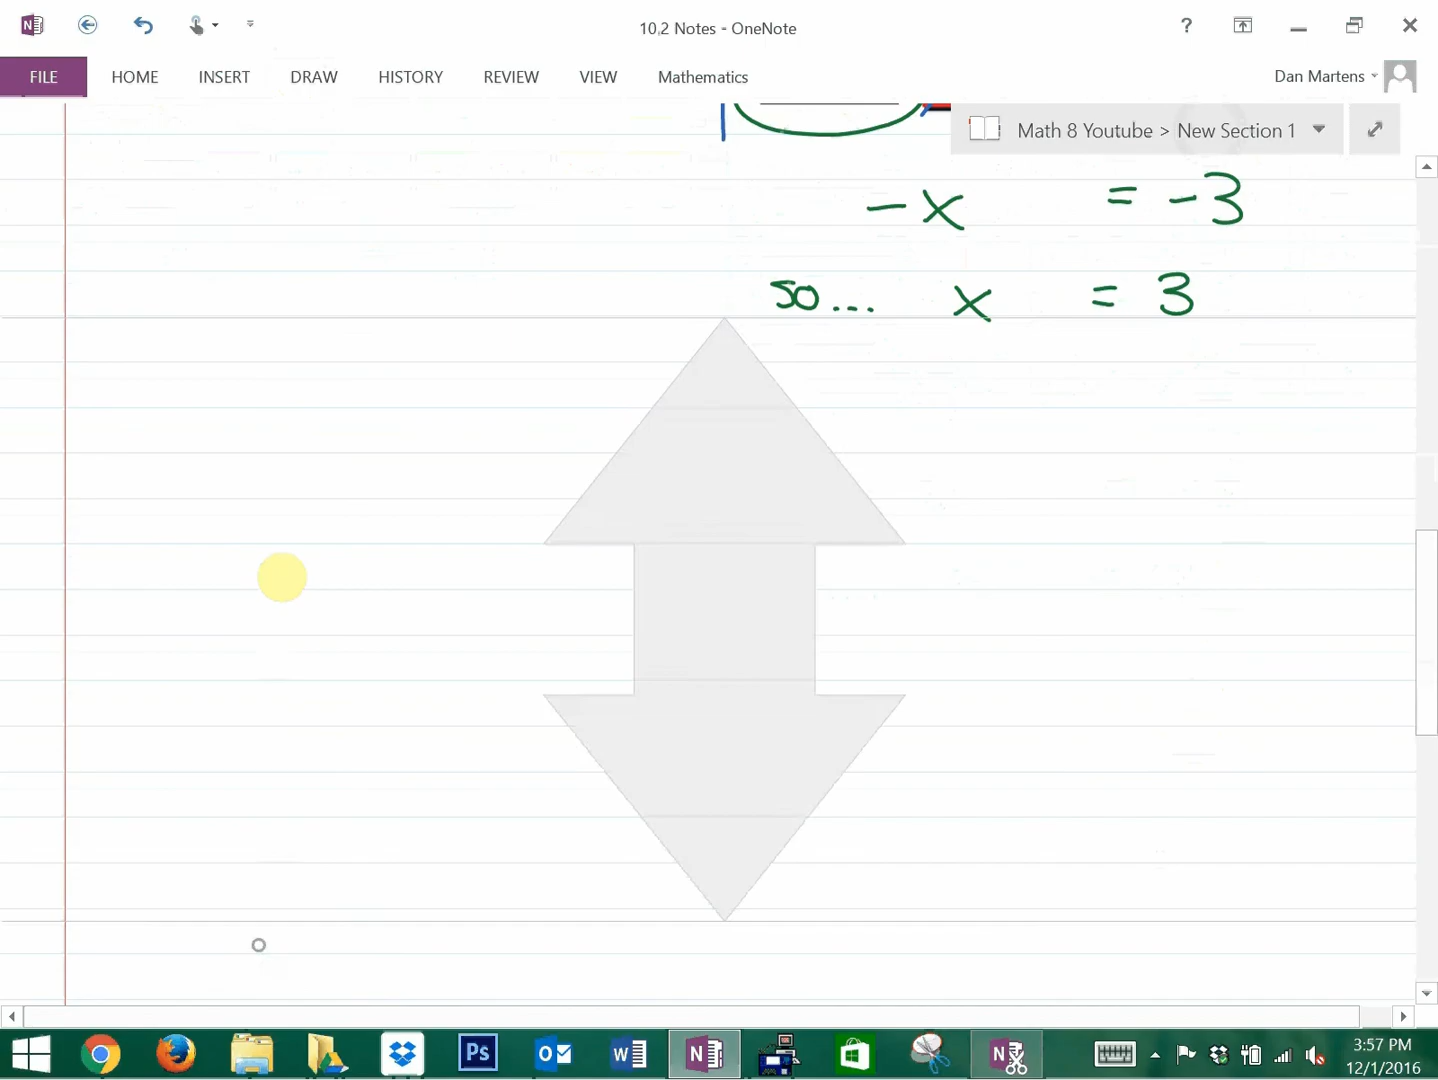 10,2 Notes - OneNote
?
FILE HOME INSERT DRAW HISTORY REVIEW VIEW Mathematics
Dan Martens
Math 8 Youtube > New Section 1
-x = -3
so... x = 3
Ps
3:57 PM
12/1/2016